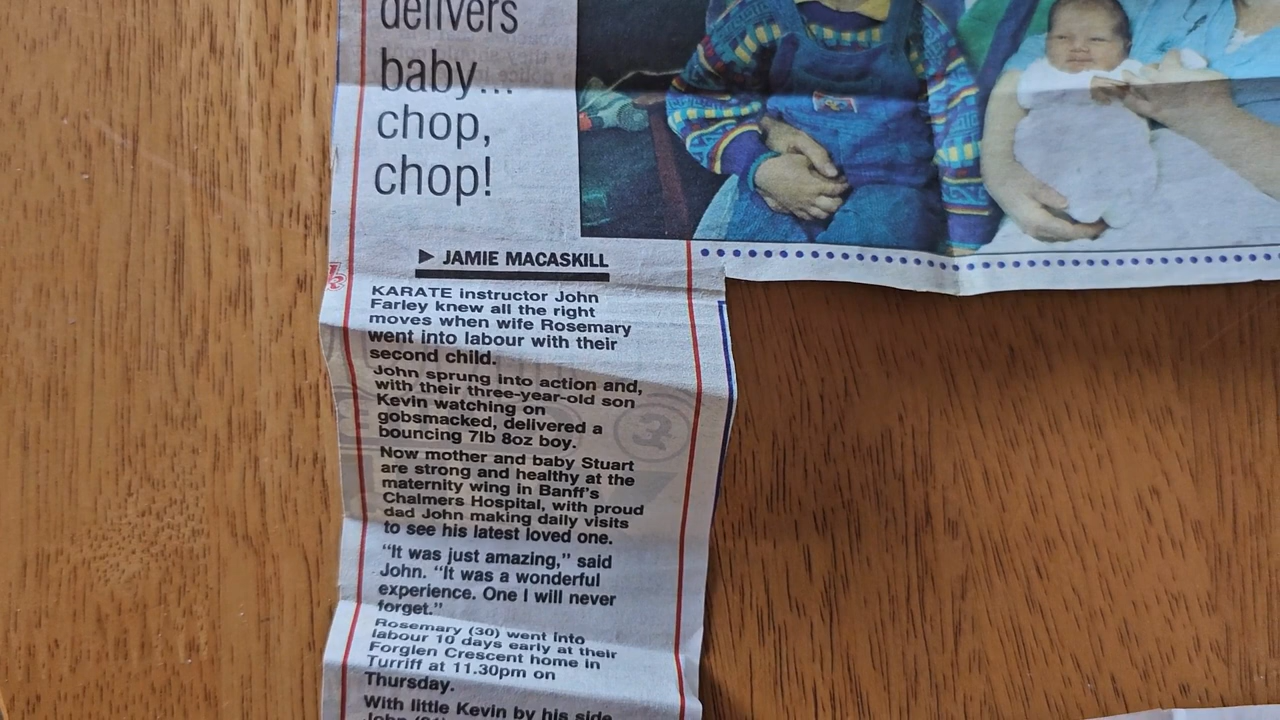 delivers
baby...
chop,
chop!
JAMIE MACASKILL
KARATE instructor John
Farley knew all the right
moves when wife Rosemary
went into labour with their
second child.
John sprung into action and,
with their three-year-old son
Kevin watching on
gobsmacked, delivered a
bouncing 7lb 8oz boy.
Now mother and baby Stuart
are strong and healthy at the
maternity wing in Banff's
Chalmers Hospital, with proud
dad John making daily visits
to see his latest loved one.
“It was just amazing,” said
John. “It was a wonderful
experience. One I will never
forget.”
Rosemary (30) went into
labour 10 days early at their
Forglen Crescent home in
Turriff at 11.30pm on
Thursday.
With little Kevin by his side
John